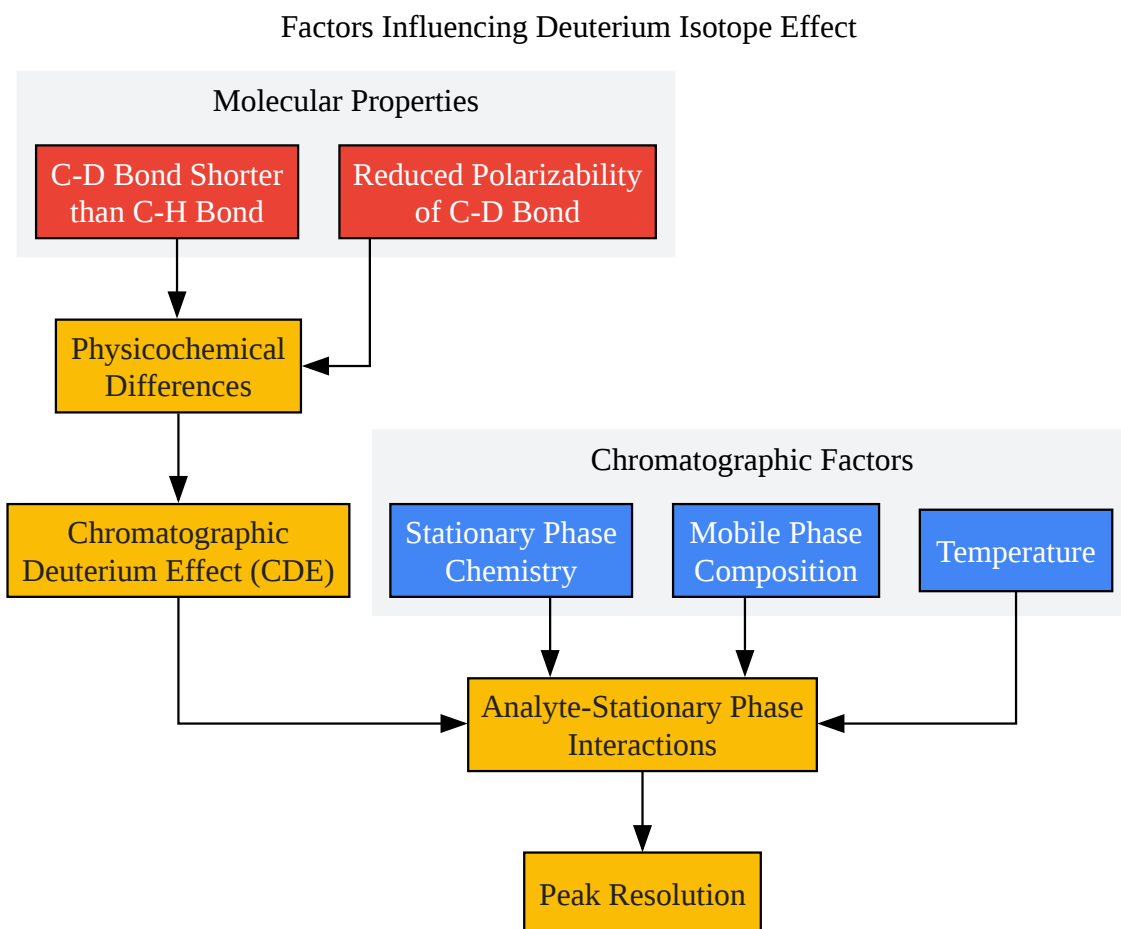 Factors Influencing Deuterium Isotope Effect
Molecular Properties
C-D Bond Shorter
than C-H Bond
Reduced Polarizability
of C-D Bond
Physicochemical
Differences
Chromatographic Factors
Chromatographic
Deuterium Effect (CDE)
Stationary Phase
Chemistry
Mobile Phase
Composition
Temperature
Analyte-Stationary Phase
Interactions
Peak Resolution